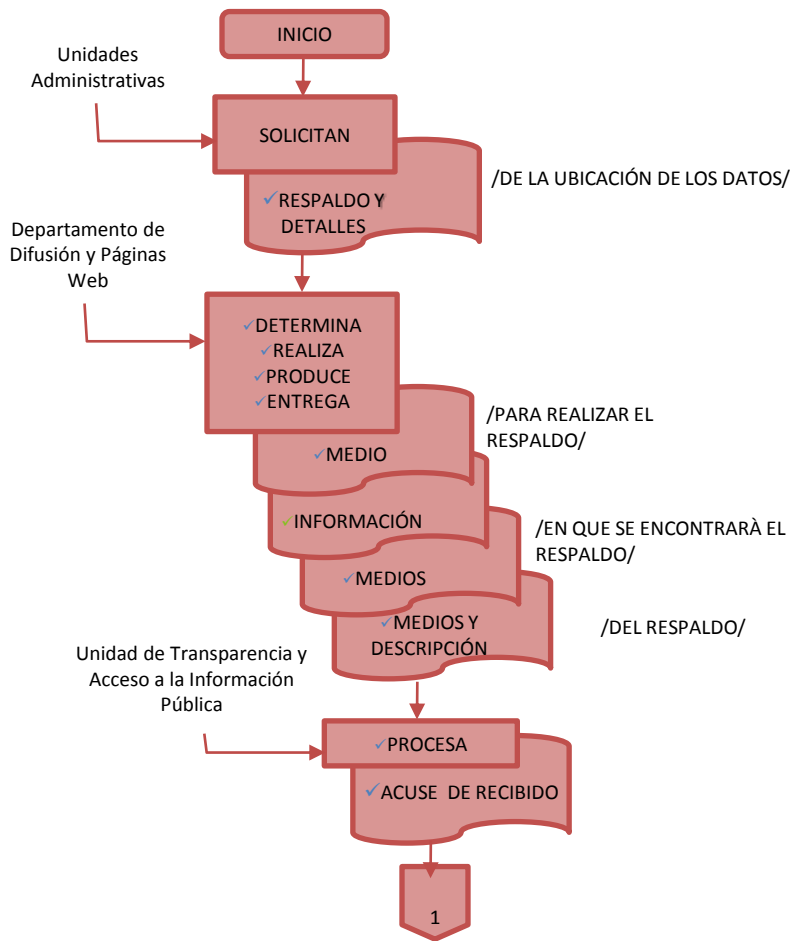 INICIO
Unidades
Administrativas
SOLICITAN
/DE LA UBICACIÓN DE LOS DATOS/
✓RESPALDO Y
DETALLES
Departamento de
Difusión y Páginas
Web
✓DETERMINA
✓REALIZA
✓PRODUCE
✓ENTREGA
/PARA REALIZAR EL
RESPALDO/
✓MEDIO
✓INFORMACIÓN
/EN QUE SE ENCONTRARÀ EL
RESPALDO/
✓MEDIOS
✓MEDIOS Y
DESCRIPCIÓN
/DEL RESPALDO/
Unidad de Transparencia y
Acceso a la Información
Pública
✓PROCESA
✓ACUSE DE RECIBIDO
1